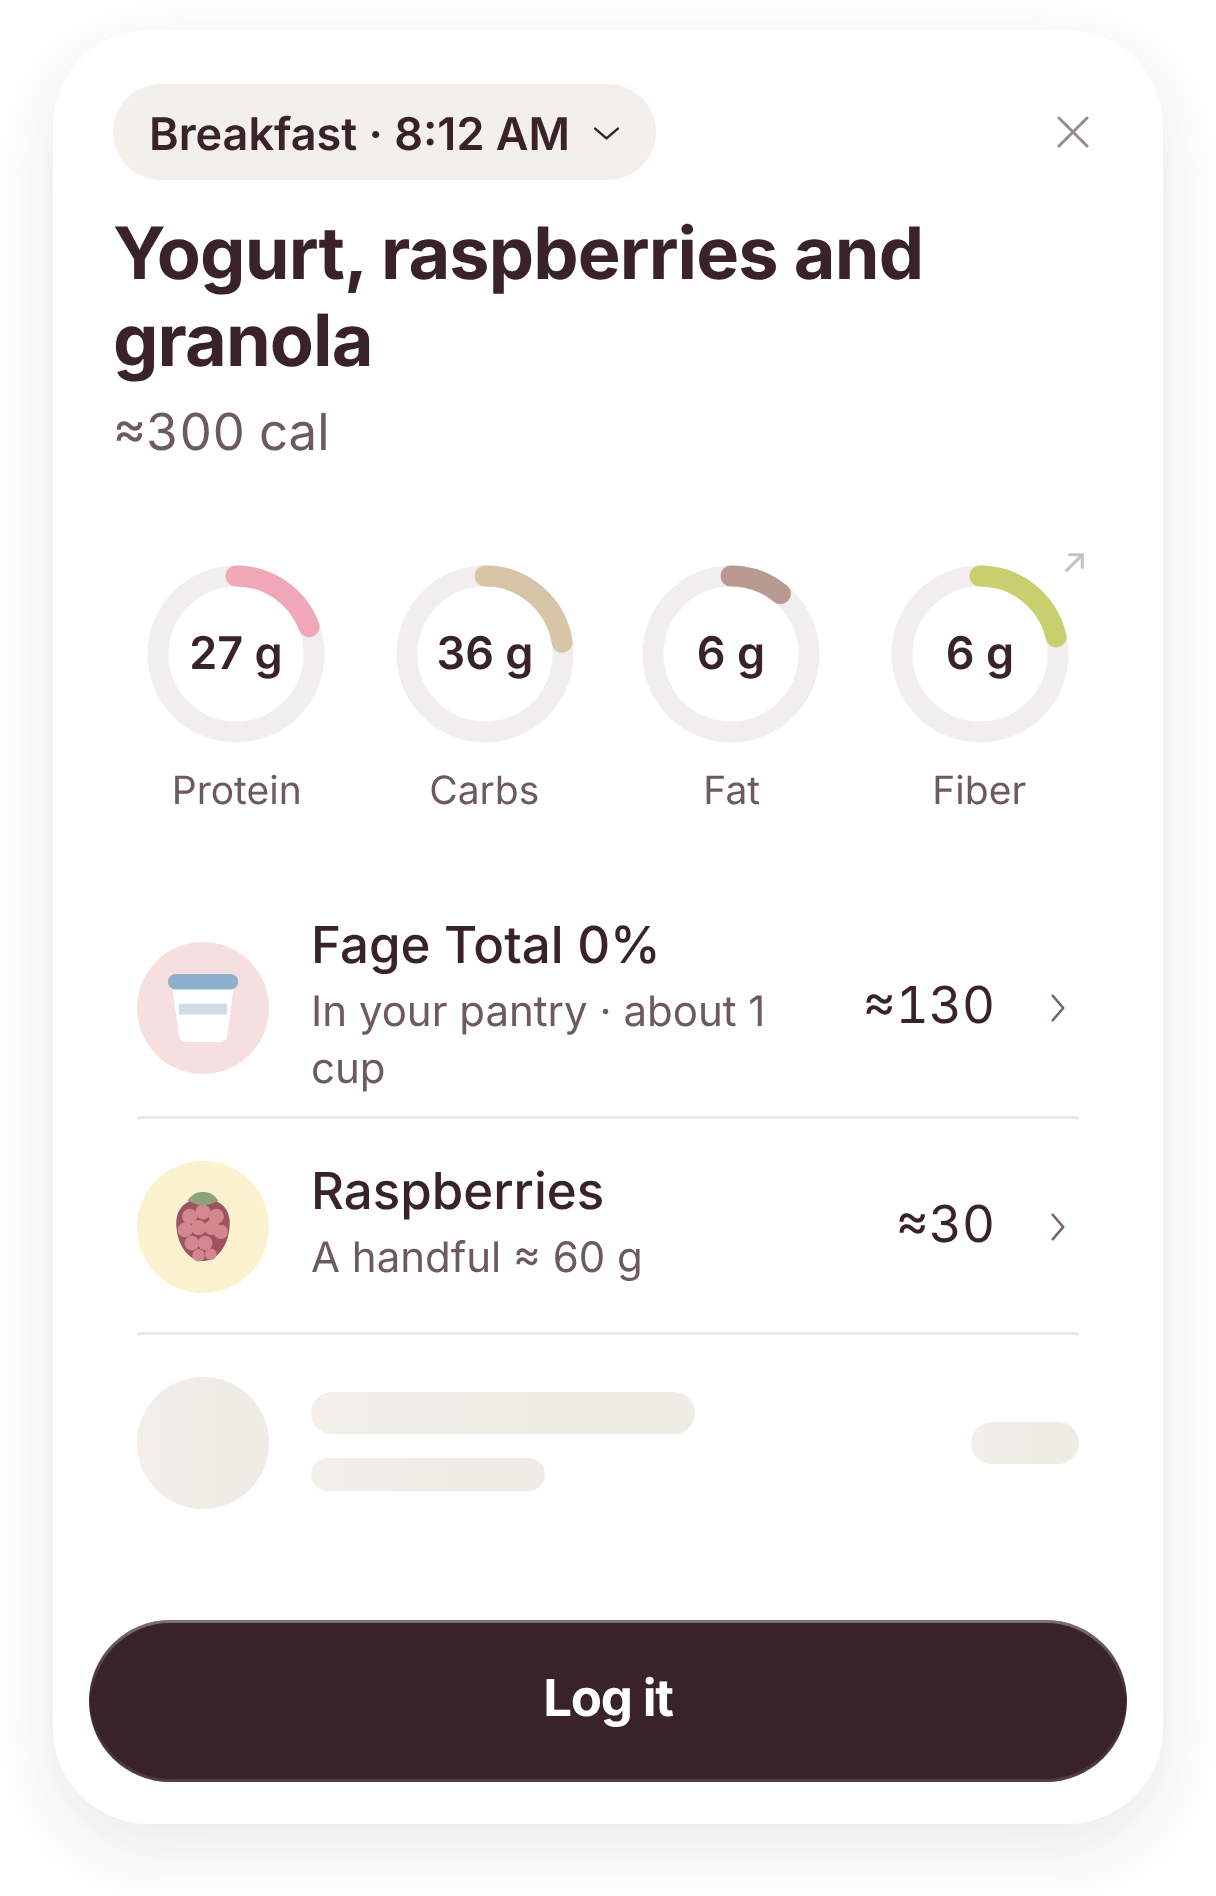 Breakfast · 8:12 AM
Yogurt, raspberries and
granola
≈300 cal
27 g
36 g
6 g
6 g
Protein
Carbs
Fat
Fiber
Fage Total 0%
In your pantry · about 1
cup
≈130
Raspberries
A handful ≈ 60 g
≈30
Log it